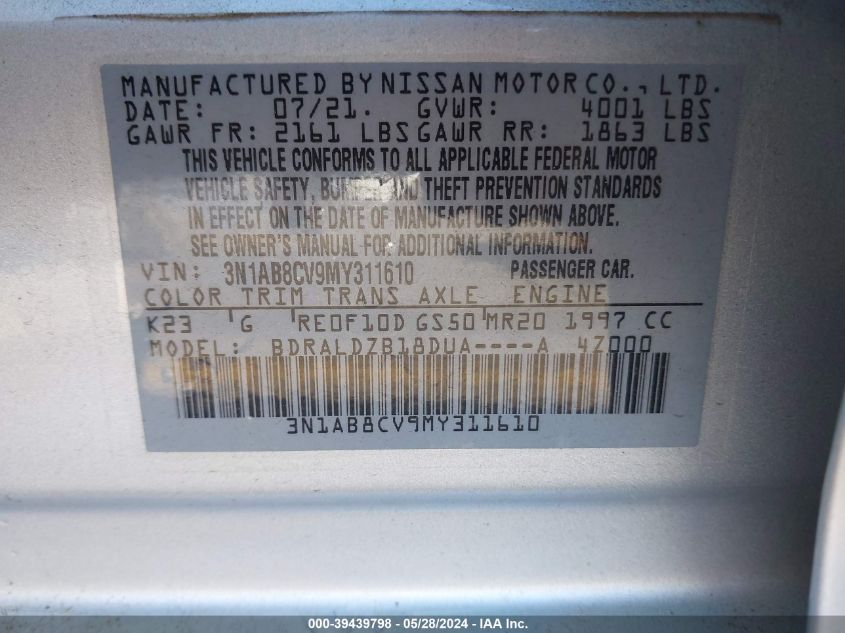 MANUFACTURED BY NISSAN MOTOR CO., LTD.
DATE: 07/21. GVWR: 4001 LBS
GAWR FR: 2161 LBS GAWR RR: 1863 LBS
THIS VEHICLE CONFORMS TO ALL APPLICABLE FEDERAL MOTOR
VEHICLE SAFETY, BUMPER AND THEFT PREVENTION STANDARDS
IN EFFECT ON THE DATE OF MANUFACTURE SHOWN ABOVE.
SEE OWNER'S MANUAL FOR ADDITIONAL INFORMATION.
VIN: 3N1AB8CV9MY311610 PASSENGER CAR.
COLOR TRIM TRANS AXLE ENGINE
K23 G RE0F10D GS50 MR20 1997 CC
MODEL: BDRALDZB18DUA----A 4Z000
3N1AB8CV9MY311610
000-39439798 - 05/28/2024 - IAA Inc.